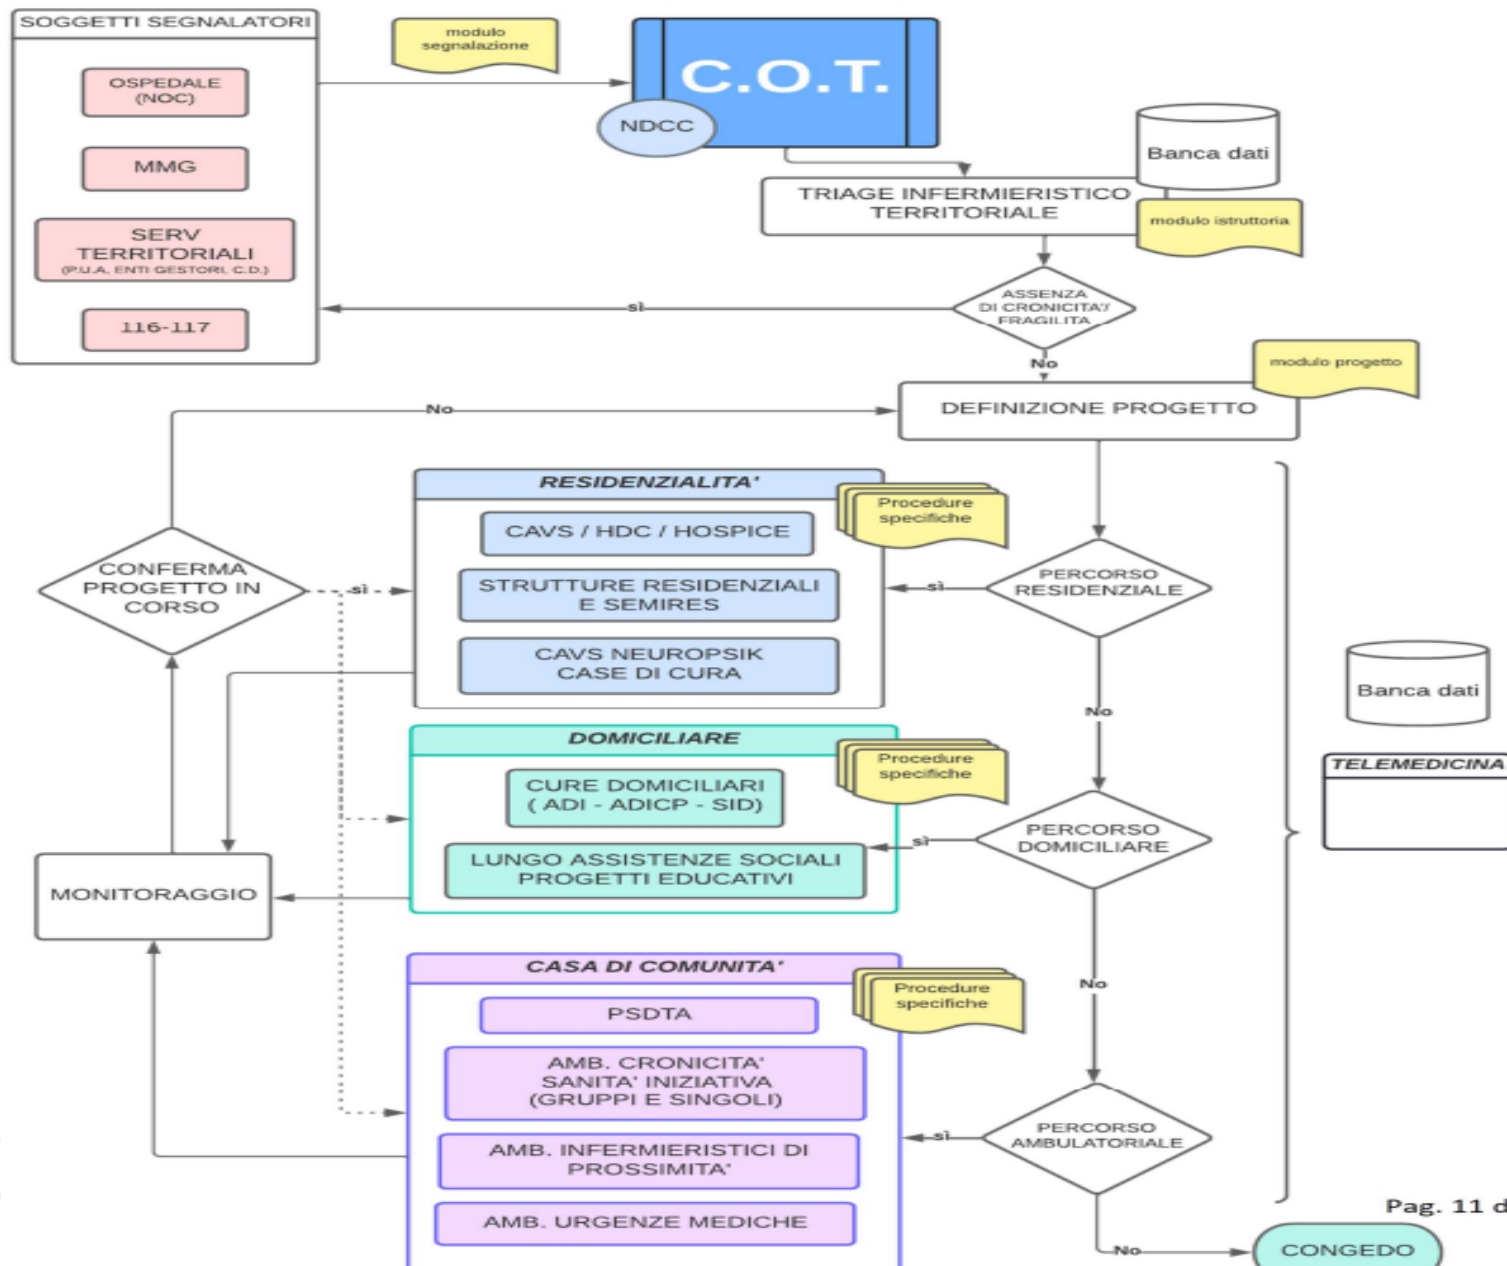 SOGGETTI SEGNALATORI
OSPEDALE
(NOC)
MMG
SERV
TERRITORIALI
(P.U.A, ENTI GESTORI, C.D.)
116-117
modulo
segnalazione
C.O.T.
NDCC
Banca dati
TRIAGE INFERMIERISTICO
TERRITORIALE
modulo istruttoria
ASSENZA
DI CRONICITA'/
FRAGILITA
sì
No
modulo progetto
DEFINIZIONE PROGETTO
No
RESIDENZIALITA'
Procedure
specifiche
CAVS / HDC / HOSPICE
STRUTTURE RESIDENZIALI
E SEMIRES
CAVS NEUROPSIK
CASE DI CURA
CONFERMA
PROGETTO IN
CORSO
sì
PERCORSO
RESIDENZIALE
sì
No
Banca dati
TELEMEDICINA
DOMICILIARE
Procedure
specifiche
CURE DOMICILIARI
( ADI - ADICP - SID)
LUNGO ASSISTENZE SOCIALI
PROGETTI EDUCATIVI
PERCORSO
DOMICILIARE
sì
No
MONITORAGGIO
CASA DI COMUNITA'
Procedure
specifiche
PSDTA
AMB. CRONICITA'
SANITA' INIZIATIVA
(GRUPPI E SINGOLI)
AMB. INFERMIERISTICI DI
PROSSIMITA'
AMB. URGENZE MEDICHE
PERCORSO
AMBULATORIALE
sì
No
Pag. 11 d
CONGEDO